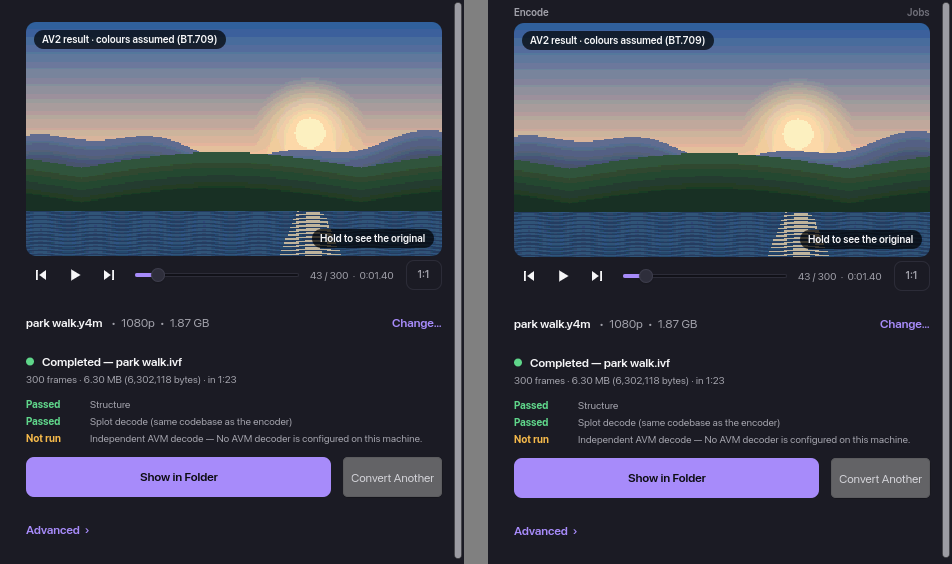 AV2 result · colours assumed (BT.709)
Hold to see the original
43 / 300 · 0:01.40
1:1
park walk.y4m • 1080p • 1.87 GB
Change...
Completed — park walk.ivf
300 frames · 6.30 MB (6,302,118 bytes) · in 1:23
Passed Structure
Passed Splot decode (same codebase as the encoder)
Not run Independent AVM decode — No AVM decoder is configured on this machine.
Show in Folder
Convert Another
Advanced ›
Encode
Jobs
AV2 result · colours assumed (BT.709)
Hold to see the original
43 / 300 · 0:01.40
1:1
park walk.y4m • 1080p • 1.87 GB
Change...
Completed — park walk.ivf
300 frames · 6.30 MB (6,302,118 bytes) · in 1:23
Passed Structure
Passed Splot decode (same codebase as the encoder)
Not run Independent AVM decode — No AVM decoder is configured on this machine.
Show in Folder
Convert Another
Advanced ›